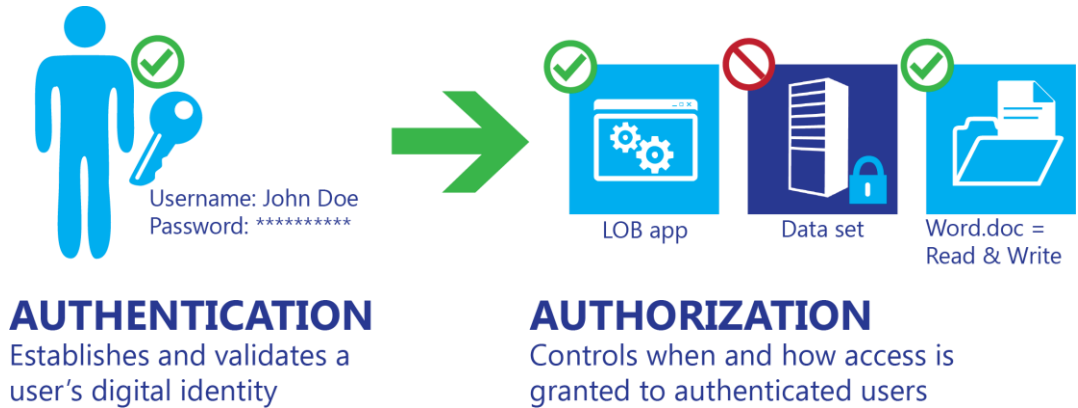 Username: John Doe
Password: **********
LOB app
Data set
Word.doc =
Read & Write
AUTHENTICATION
Establishes and validates a
user's digital identity
AUTHORIZATION
Controls when and how access is
granted to authenticated users